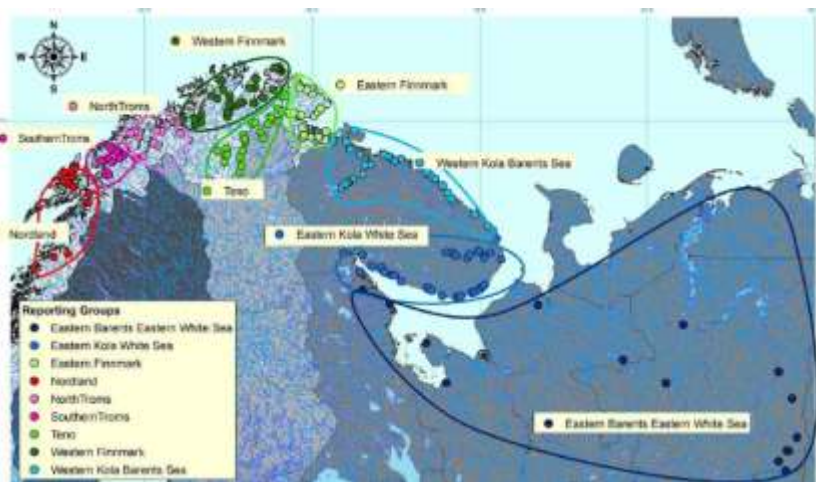 Western Finnmark
N
W E
S
Eastern Finnmark
NorthTroms
SouthernTroms
Western Kola Barents Sea
Teno
Nordland
Eastern Kola White Sea
Reporting Groups
Eastern Barents Eastern White Sea
Eastern Kola White Sea
Eastern Finnmark
Nordland
NorthTroms
SouthernTroms
Teno
Western Finnmark
Western Kola Barents Sea
Eastern Barents Eastern White Sea